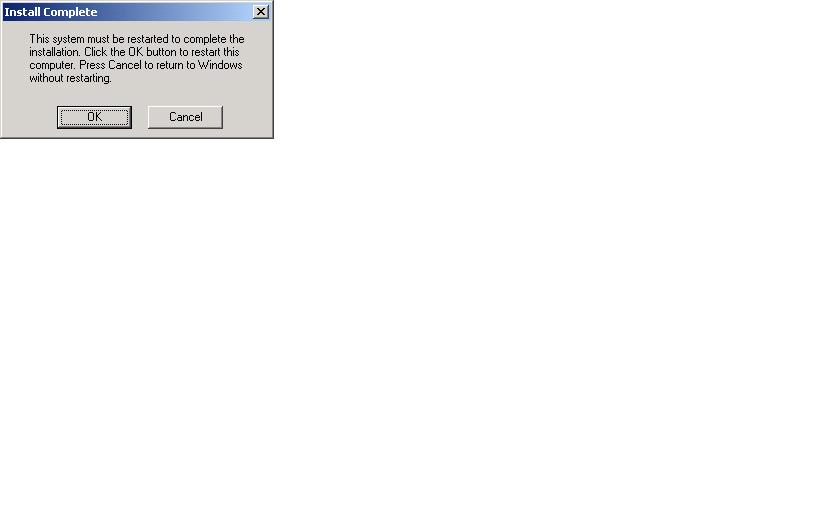 Install Complete
This system must be restarted to complete the
installation. Click the OK button to restart this
computer. Press Cancel to return to Windows
without restarting.
OK
Cancel